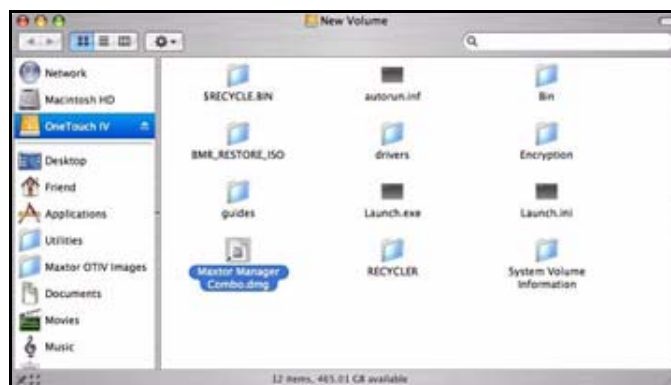 New Volume
Network
Macintosh HD
OneTouch IV
Desktop
Friend
Applications
Utilities
Maxtor OTIV Images
Documents
Movies
Music
$RECYCLE.BIN
autorun.inf
Bin
BMR_RESTORE_ISO
drivers
Encryption
guides
Launch.exe
Launch.ini
Maxtor Manager
Combo.dmg
RECYCLER
System Volume
Information
12 items, 465.01 GB available